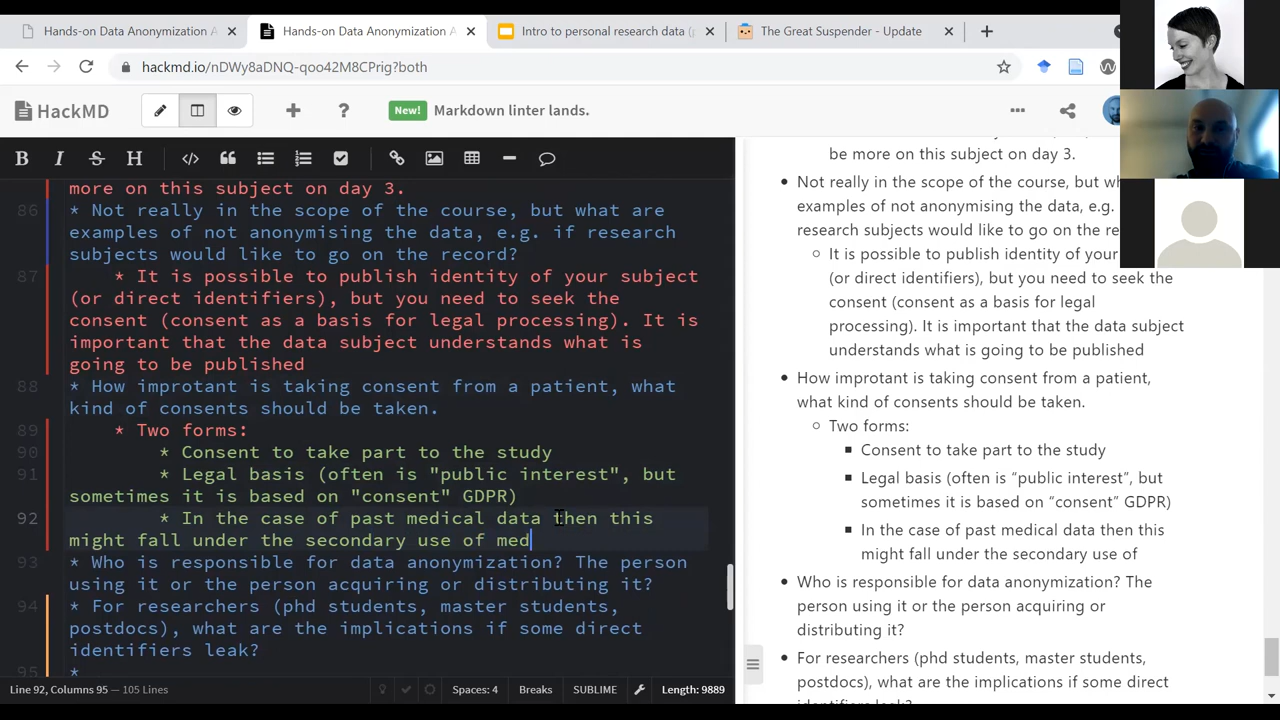 Hands-on Data Anonymization A
Hands-on Data Anonymization A
Intro to personal research data (p
The Great Suspender - Update
hackmd.io/nDWy8aDNQ-qoo42M8CPrig?both
HackMD
New! Markdown linter lands.
B I S H
more on this subject on day 3.
86 * Not really in the scope of the course, but what are
examples of not anonymising the data, e.g. if research
subjects would like to go on the record?
87 * It is possible to publish identity of your subject
(or direct identifiers), but you need to seek the
consent (consent as a basis for legal processing). It is
important that the data subject understands what is
going to be published
88 * How improtant is taking consent from a patient, what
kind of consents should be taken.
89 * Two forms:
90 * Consent to take part to the study
91 * Legal basis (often is "public interest", but
sometimes it is based on "consent" GDPR)
92 * In the case of past medical data then this
might fall under the secondary use of med
93 * Who is responsible for data anonymization? The person
using it or the person acquiring or distributing it?
94 * For researchers (phd students, master students,
postdocs), what are the implications if some direct
identifiers leak?
95 *
Line 92, Columns 95 — 105 Lines
Spaces: 4
Breaks
SUBLIME
Length: 9889
be more on this subject on day 3.
Not really in the scope of the course, but
examples of not anonymising the data, e.g.
research subjects would like to go on the
It is possible to publish identity of your
(or direct identifiers), but you need to seek the
consent (consent as a basis for legal
processing). It is important that the data subject
understands what is going to be published
How improtant is taking consent from a patient,
what kind of consents should be taken.
Two forms:
Consent to take part to the study
Legal basis (often is “public interest”, but
sometimes it is based on “consent” GDPR)
In the case of past medical data then this
might fall under the secondary use of
Who is responsible for data anonymization? The
person using it or the person acquiring or
distributing it?
For researchers (phd students, master students,
postdocs), what are the implications if some direct
identifiers leak?